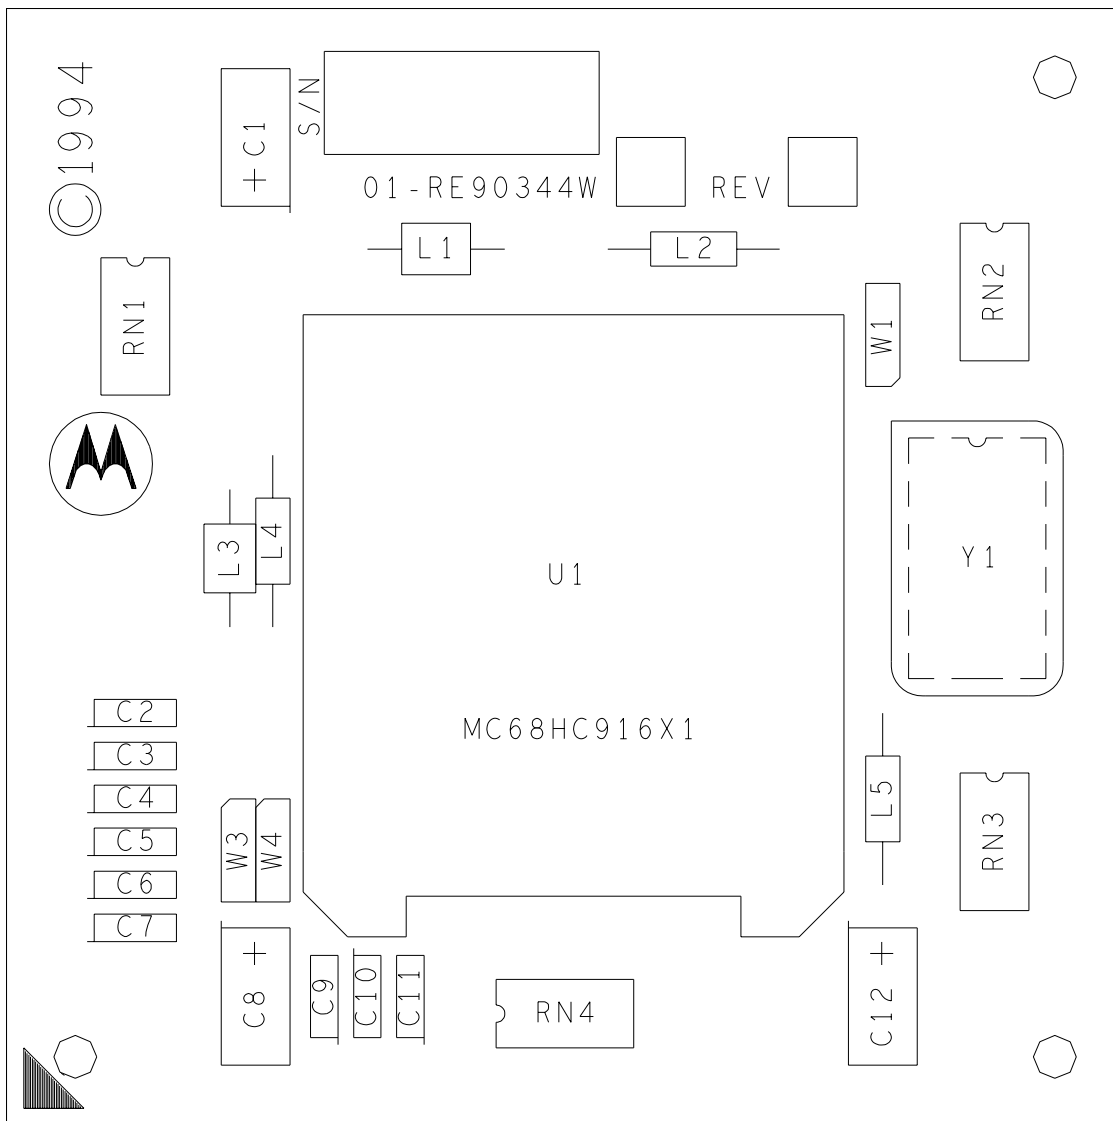 ©1994
+ C1
S/N
01-RE90344W
REV
L1
L2
RN1
RN2
W1
L3
L4
U1
Y1
MC68HC916X1
C2
C3
C4
C5
C6
C7
W3
W4
L5
RN3
C8 +
C9
C10
C11
RN4
C12 +